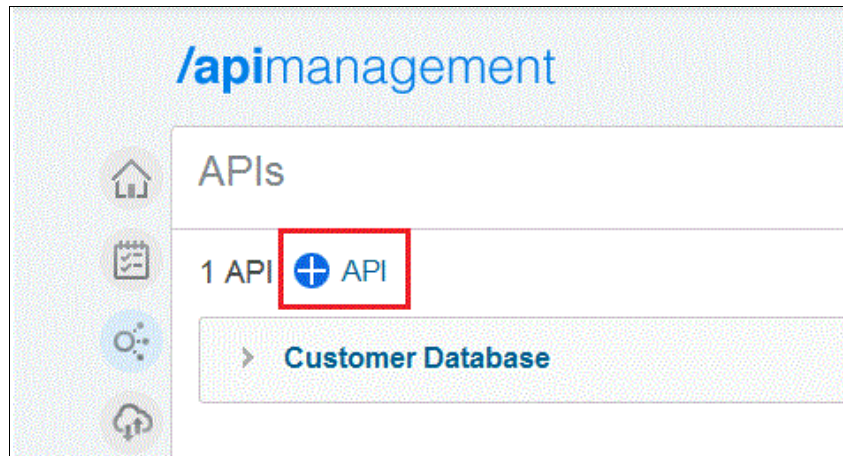 /apimanagement
APIs
1 API API
Customer Database